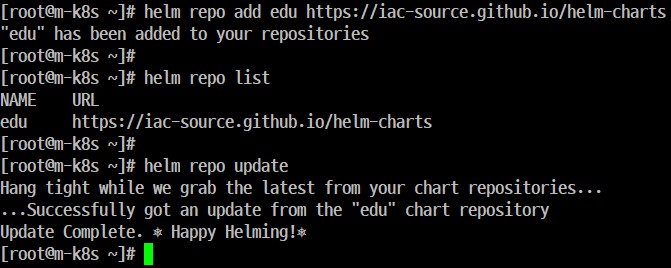 [root@m-k8s ~]# helm repo add edu https://iac-source.github.io/helm-charts
"edu" has been added to your repositories
[root@m-k8s ~]#
[root@m-k8s ~]# helm repo list
NAME    URL
edu     https://iac-source.github.io/helm-charts
[root@m-k8s ~]#
[root@m-k8s ~]# helm repo update
Hang tight while we grab the latest from your chart repositories...
...Successfully got an update from the "edu" chart repository
Update Complete. ⎈ Happy Helming!⎈
[root@m-k8s ~]#